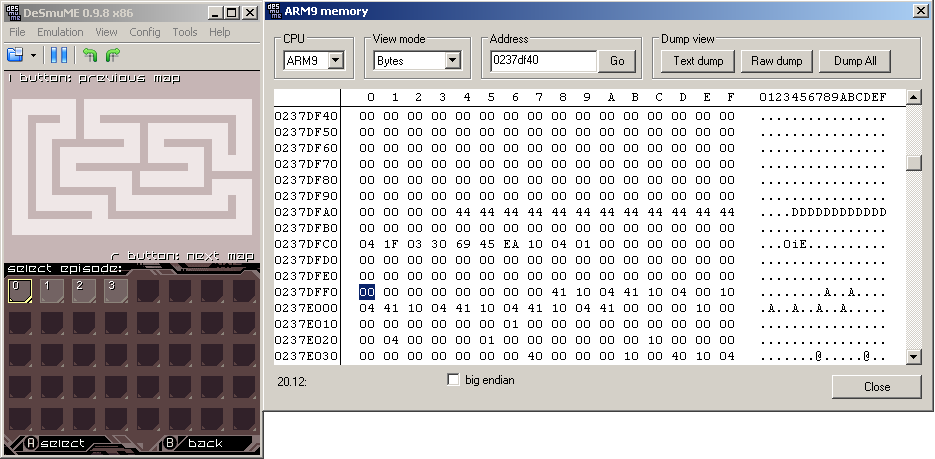 DeSmuME 0.9.8 x86
File Emulation View Config Tools Help
l button: previous map
r button: next map
select episode:
0 1 2 3
A select B back
ARM9 memory
CPU View mode Address Dump view
ARM9 Bytes 0237df40 Go Text dump Raw dump Dump All
0 1 2 3 4 5 6 7 8 9 A B C D E F 0123456789ABCDEF
0237DF40 00 00 00 00 00 00 00 00 00 00 00 00 00 00 00 00 ................
0237DF50 00 00 00 00 00 00 00 00 00 00 00 00 00 00 00 00 ................
0237DF60 00 00 00 00 00 00 00 00 00 00 00 00 00 00 00 00 ................
0237DF70 00 00 00 00 00 00 00 00 00 00 00 00 00 00 00 00 ................
0237DF80 00 00 00 00 00 00 00 00 00 00 00 00 00 00 00 00 ................
0237DF90 00 00 00 00 00 00 00 00 00 00 00 00 00 00 00 00 ................
0237DFA0 00 00 00 00 44 44 44 44 44 44 44 44 44 44 44 44 ....DDDDDDDDDDDD
0237DFB0 00 00 00 00 00 00 00 00 00 00 00 00 00 00 00 00 ................
0237DFC0 04 1F 03 30 69 45 EA 10 04 01 00 00 00 00 00 00 ...0iE..........
0237DFD0 00 00 00 00 00 00 00 00 00 00 00 00 00 00 00 00 ................
0237DFE0 00 00 00 00 00 00 00 00 00 00 00 00 00 00 00 00 ................
0237DFF0 00 00 00 00 00 00 00 00 41 10 04 41 10 04 00 10 ........A..A....
0237E000 04 41 10 04 41 10 04 41 10 04 41 00 00 00 10 00 .A..A..A..A.....
0237E010 00 00 00 00 00 00 01 00 00 00 00 00 00 00 00 00 ................
0237E020 00 04 00 00 00 01 00 00 00 00 00 00 10 00 00 00 ................
0237E030 00 00 00 00 00 00 00 40 00 00 00 10 00 40 10 04 .......@.....@..
20.12: big endian Close